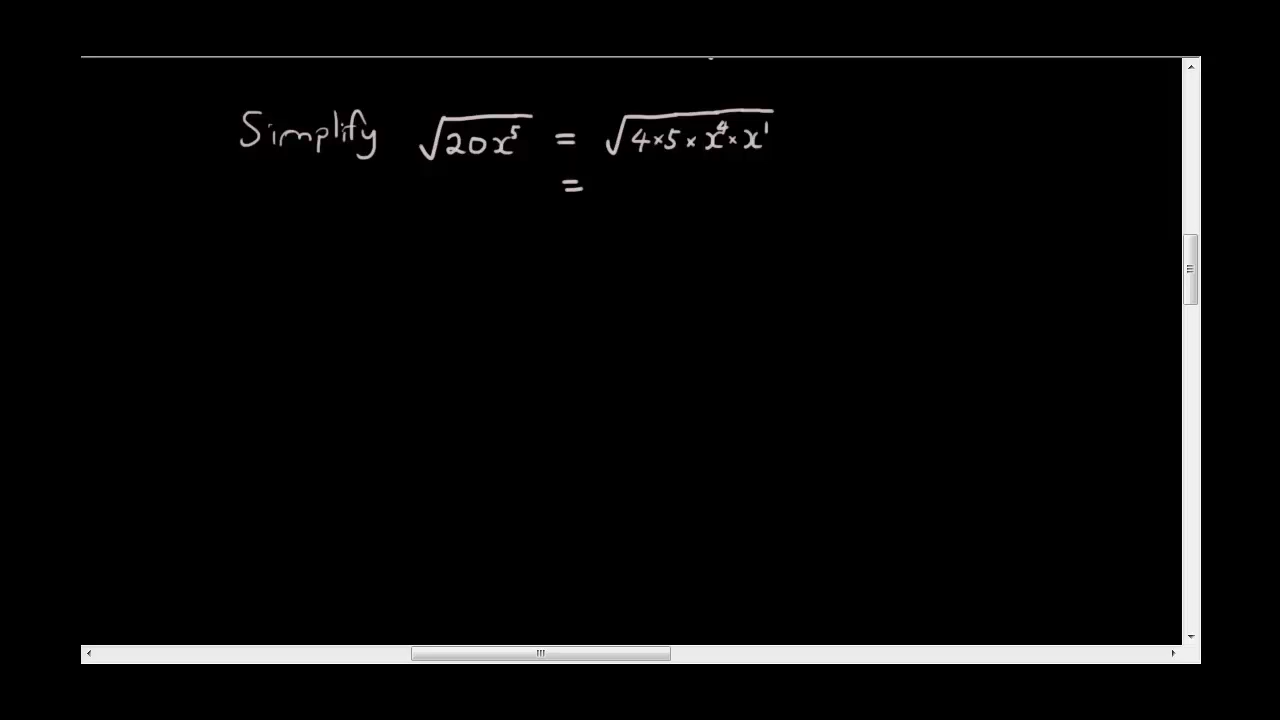 Simplify √20x⁵ = √4×5×x⁴×x¹
=